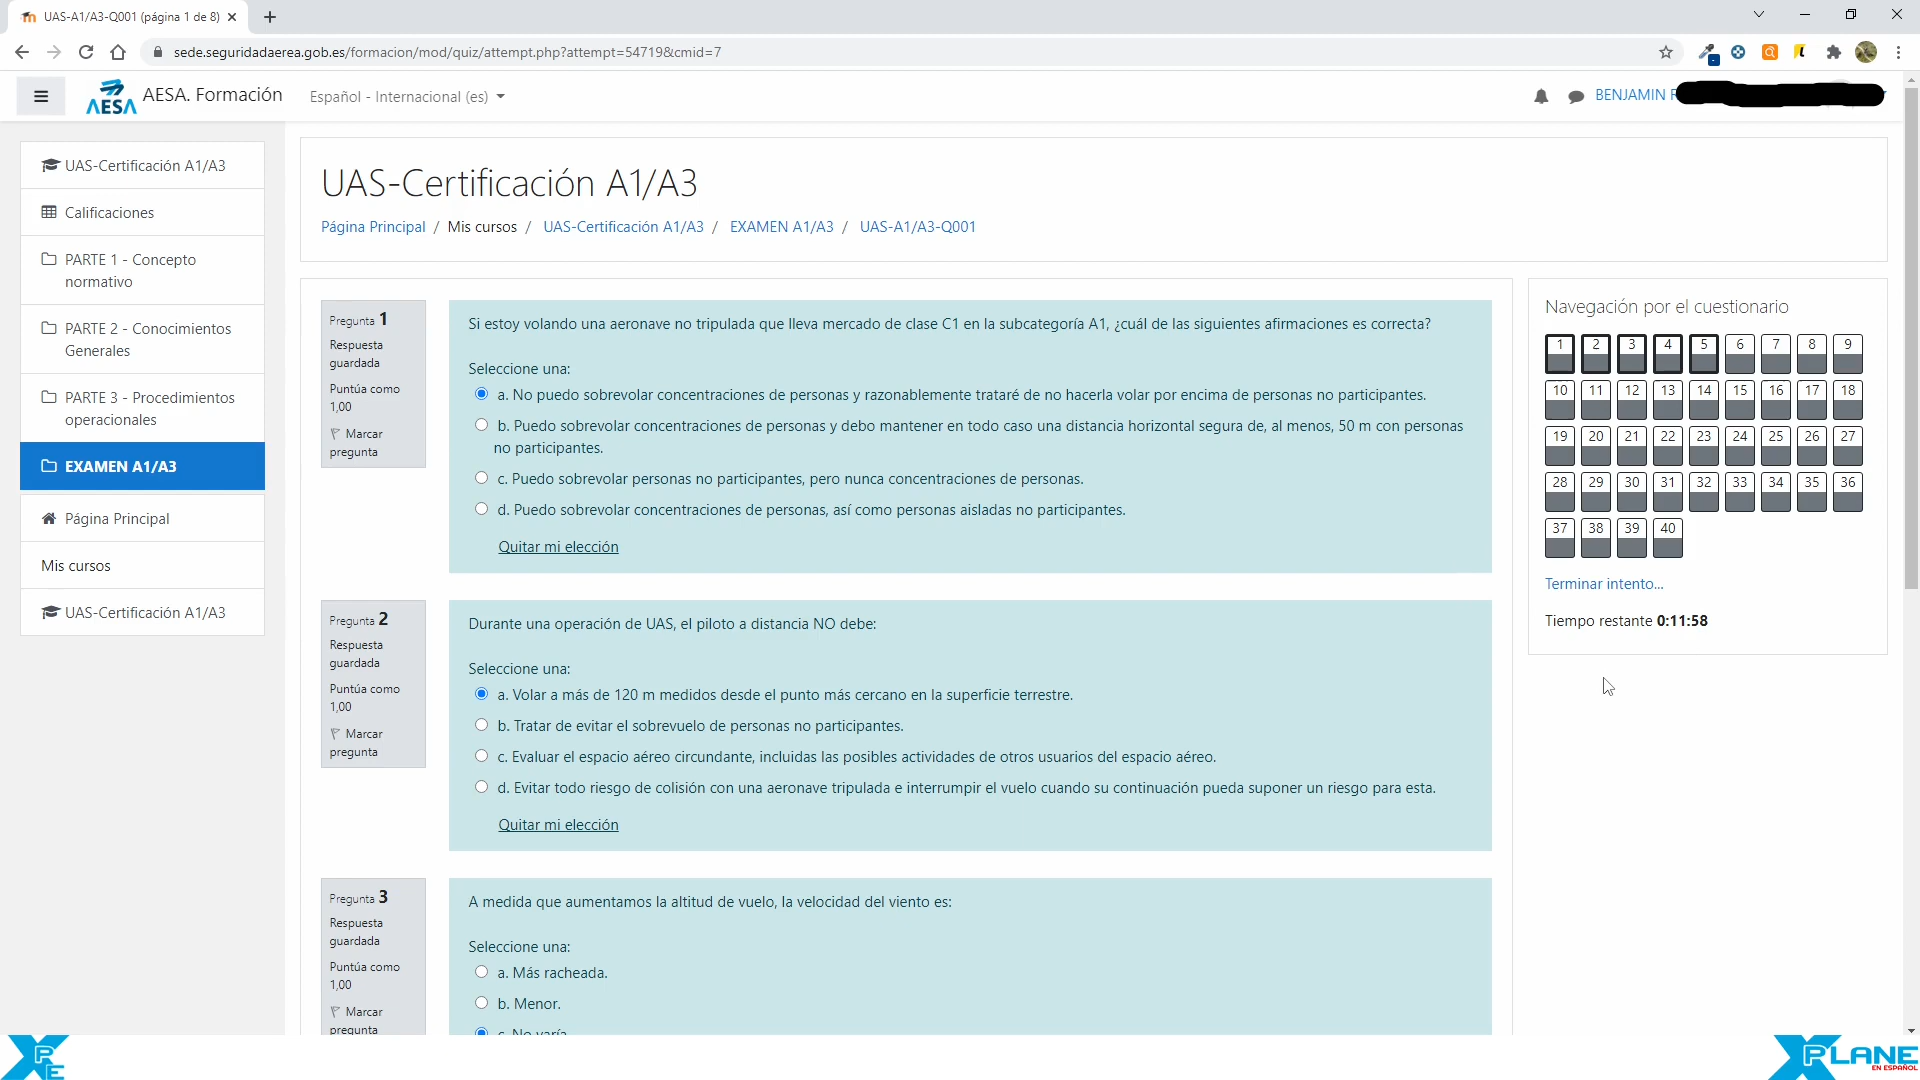 UAS-A1/A3-Q001 (página 1 de 8)
sede.seguridadaerea.gob.es/formacion/mod/quiz/attempt.php?attempt=54719&cmid=7
AESA
AESA. Formación
Español - Internacional (es)
BENJAMIN
UAS-Certificación A1/A3
Calificaciones
PARTE 1 - Concepto
normativo
PARTE 2 - Conocimientos
Generales
PARTE 3 - Procedimientos
operacionales
EXAMEN A1/A3
Página Principal
Mis cursos
UAS-Certificación A1/A3
UAS-Certificación A1/A3
Página Principal / Mis cursos / UAS-Certificación A1/A3 / EXAMEN A1/A3 / UAS-A1/A3-Q001
Pregunta 1
Respuesta
guardada
Puntúa como
1,00
Marcar
pregunta
Si estoy volando una aeronave no tripulada que lleva mercado de clase C1 en la subcategoría A1, ¿cuál de las siguientes afirmaciones es correcta?
Seleccione una:
a. No puedo sobrevolar concentraciones de personas y razonablemente trataré de no hacerla volar por encima de personas no participantes.
b. Puedo sobrevolar concentraciones de personas y debo mantener en todo caso una distancia horizontal segura de, al menos, 50 m con personas
no participantes.
c. Puedo sobrevolar personas no participantes, pero nunca concentraciones de personas.
d. Puedo sobrevolar concentraciones de personas, así como personas aisladas no participantes.
Quitar mi elección
Pregunta 2
Respuesta
guardada
Puntúa como
1,00
Marcar
pregunta
Durante una operación de UAS, el piloto a distancia NO debe:
Seleccione una:
a. Volar a más de 120 m medidos desde el punto más cercano en la superficie terrestre.
b. Tratar de evitar el sobrevuelo de personas no participantes.
c. Evaluar el espacio aéreo circundante, incluidas las posibles actividades de otros usuarios del espacio aéreo.
d. Evitar todo riesgo de colisión con una aeronave tripulada e interrumpir el vuelo cuando su continuación pueda suponer un riesgo para esta.
Quitar mi elección
Pregunta 3
Respuesta
guardada
Puntúa como
1,00
Marcar
pregunta
A medida que aumentamos la altitud de vuelo, la velocidad del viento es:
Seleccione una:
a. Más racheada.
b. Menor.
c. No varía.
Navegación por el cuestionario
1 2 3 4 5 6 7 8 9
10 11 12 13 14 15 16 17 18
19 20 21 22 23 24 25 26 27
28 29 30 31 32 33 34 35 36
37 38 39 40
Terminar intento...
Tiempo restante 0:11:58
XPE
XPLANE
EN ESPAÑOL